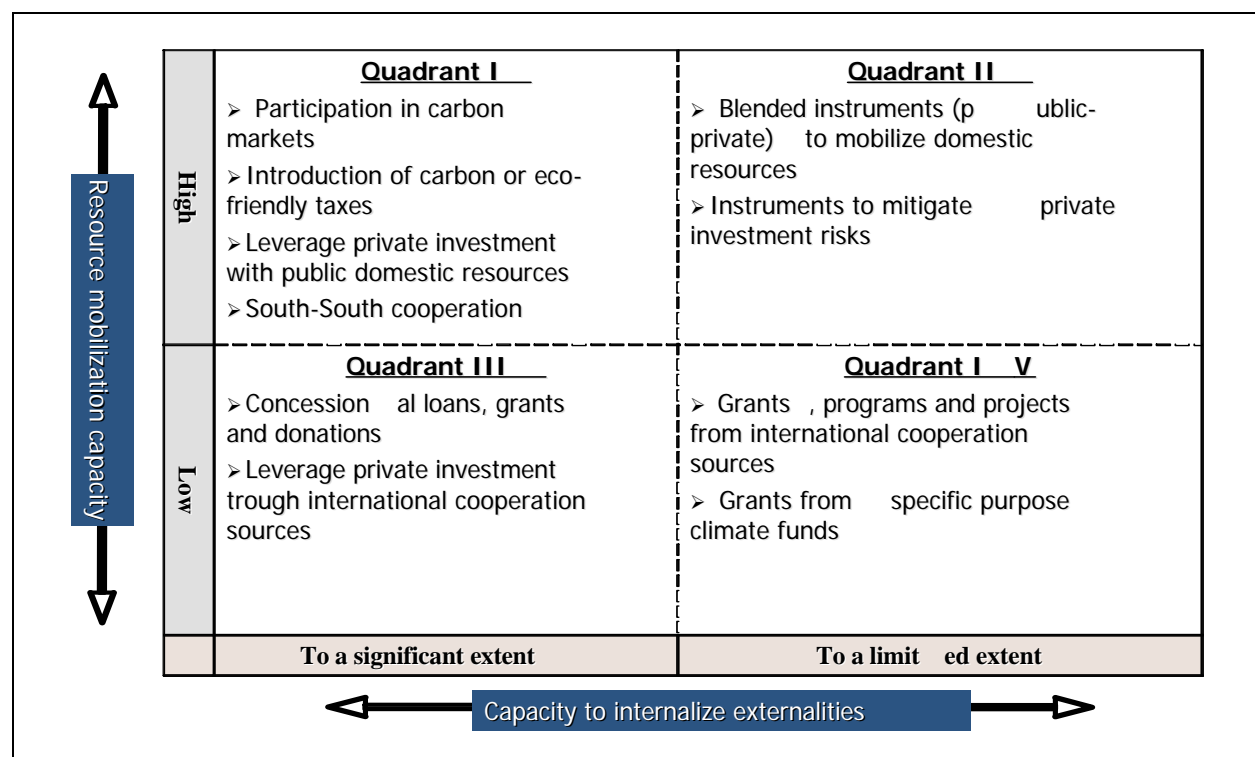 Resource mobilization capacity
High
Quadrant I
➢ Participation in carbon
markets
➢ Introduction of carbon or eco-
friendly taxes
➢ Leverage private investment
with public domestic resources
➢ South-South cooperation
Quadrant II
➢ Blended instruments (p ublic-
private) to mobilize domestic
resources
➢ Instruments to mitigate private
investment risks
Low
Quadrant III
➢ Concession al loans, grants
and donations
➢ Leverage private investment
trough international cooperation
sources
Quadrant I V
➢ Grants , programs and projects
from international cooperation
sources
➢ Grants from specific purpose
climate funds
To a significant extent
To a limit ed extent
Capacity to internalize externalities